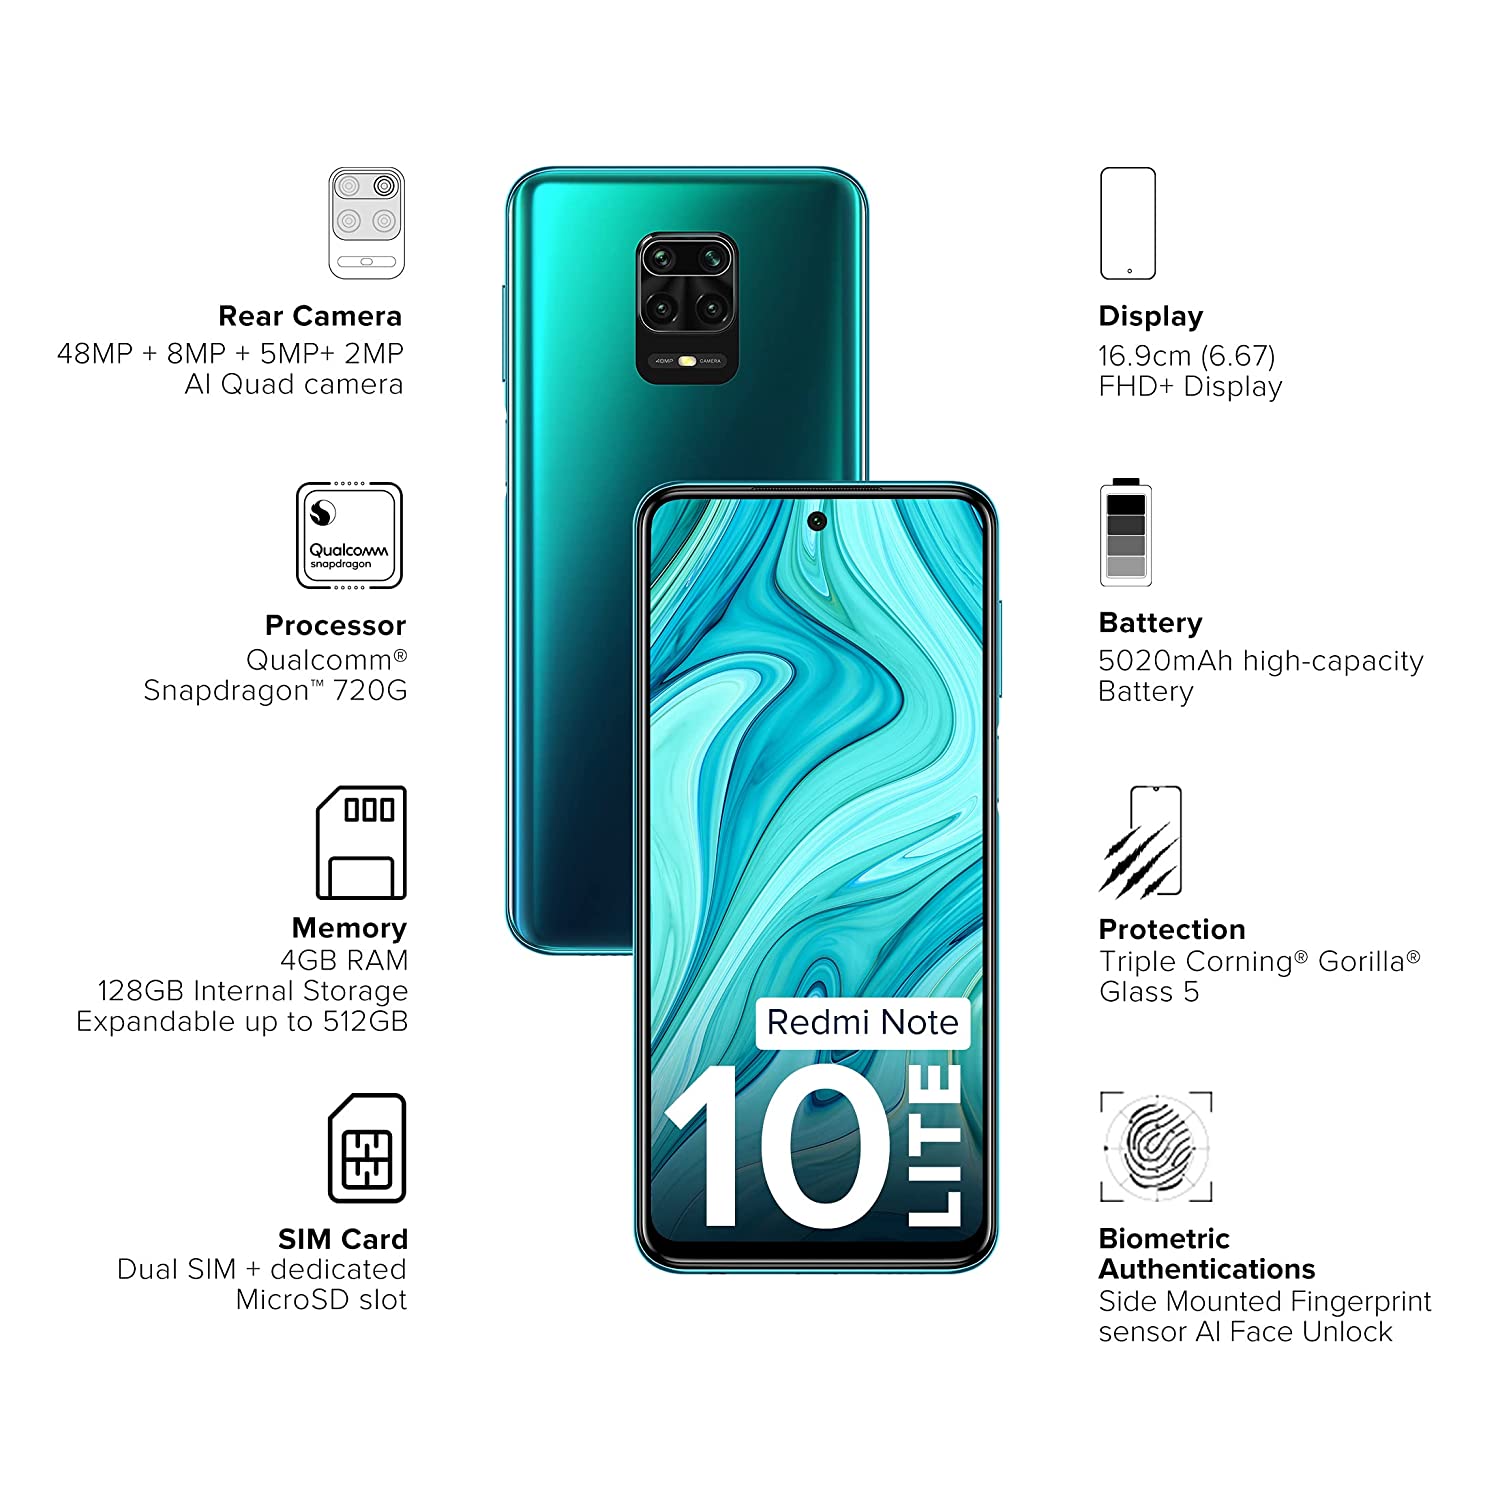 Rear Camera
48MP + 8MP + 5MP+ 2MP
AI Quad camera
Qualcomm
snapdragon
Processor
Qualcomm®
Snapdragon™ 720G
Memory
4GB RAM
128GB Internal Storage
Expandable up to 512GB
SIM Card
Dual SIM + dedicated
MicroSD slot
48MP CAMERA
Redmi Note
10 LITE
Display
16.9cm (6.67)
FHD+ Display
Battery
5020mAh high-capacity
Battery
Protection
Triple Corning® Gorilla®
Glass 5
Biometric
Authentications
Side Mounted Fingerprint
sensor AI Face Unlock